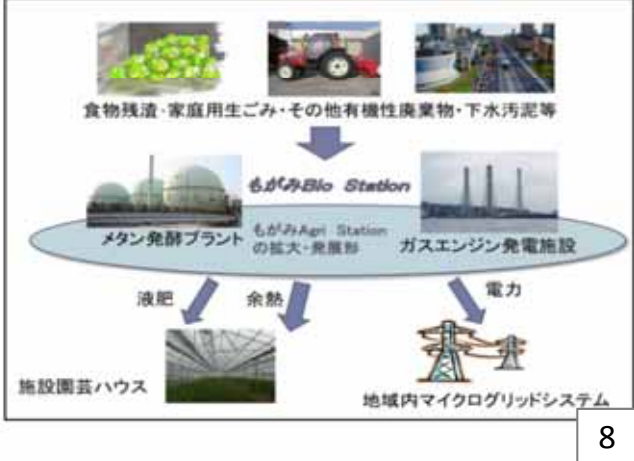 食物残渣・家庭用生ごみ・その他有機性廃棄物・下水汚泥等
もがみBio Station
メタン発酵プラント
もがみAgri Station
の拡大・発展形
ガスエンジン発電施設
液肥
余熱
電力
施設園芸ハウス
地域内マイクログリッドシステム
8